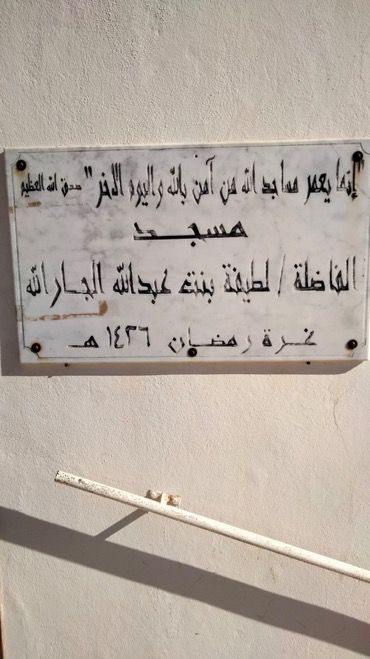 "إنما يعمر مساجد الله من آمن بالله واليوم الآخر" صدق الله العظيم
مسجد
الفاضلة / لطيفة بنت عبدالله الجارالله
غرة رمضان ١٤٣٦ هـ